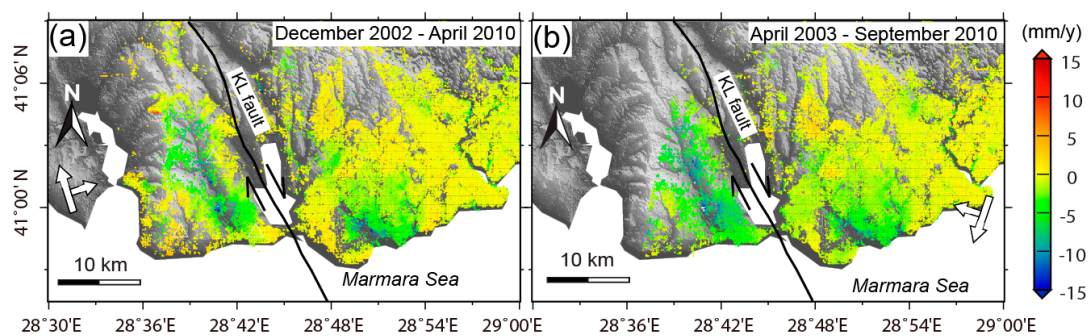 (a)
December 2002 - April 2010
(b)
April 2003 - September 2010
(mm/y)
41°06'
41°00'
N
KL fault
10 km
Marmara Sea
N
KL fault
10 km
Marmara Sea
15
10
5
0
-5
-10
-15
28°30'E
28°36'E
28°42'E
28°48'E
28°54'E
29°00'E
28°36'E
28°42'E
28°48'E
28°54'E
29°00'E